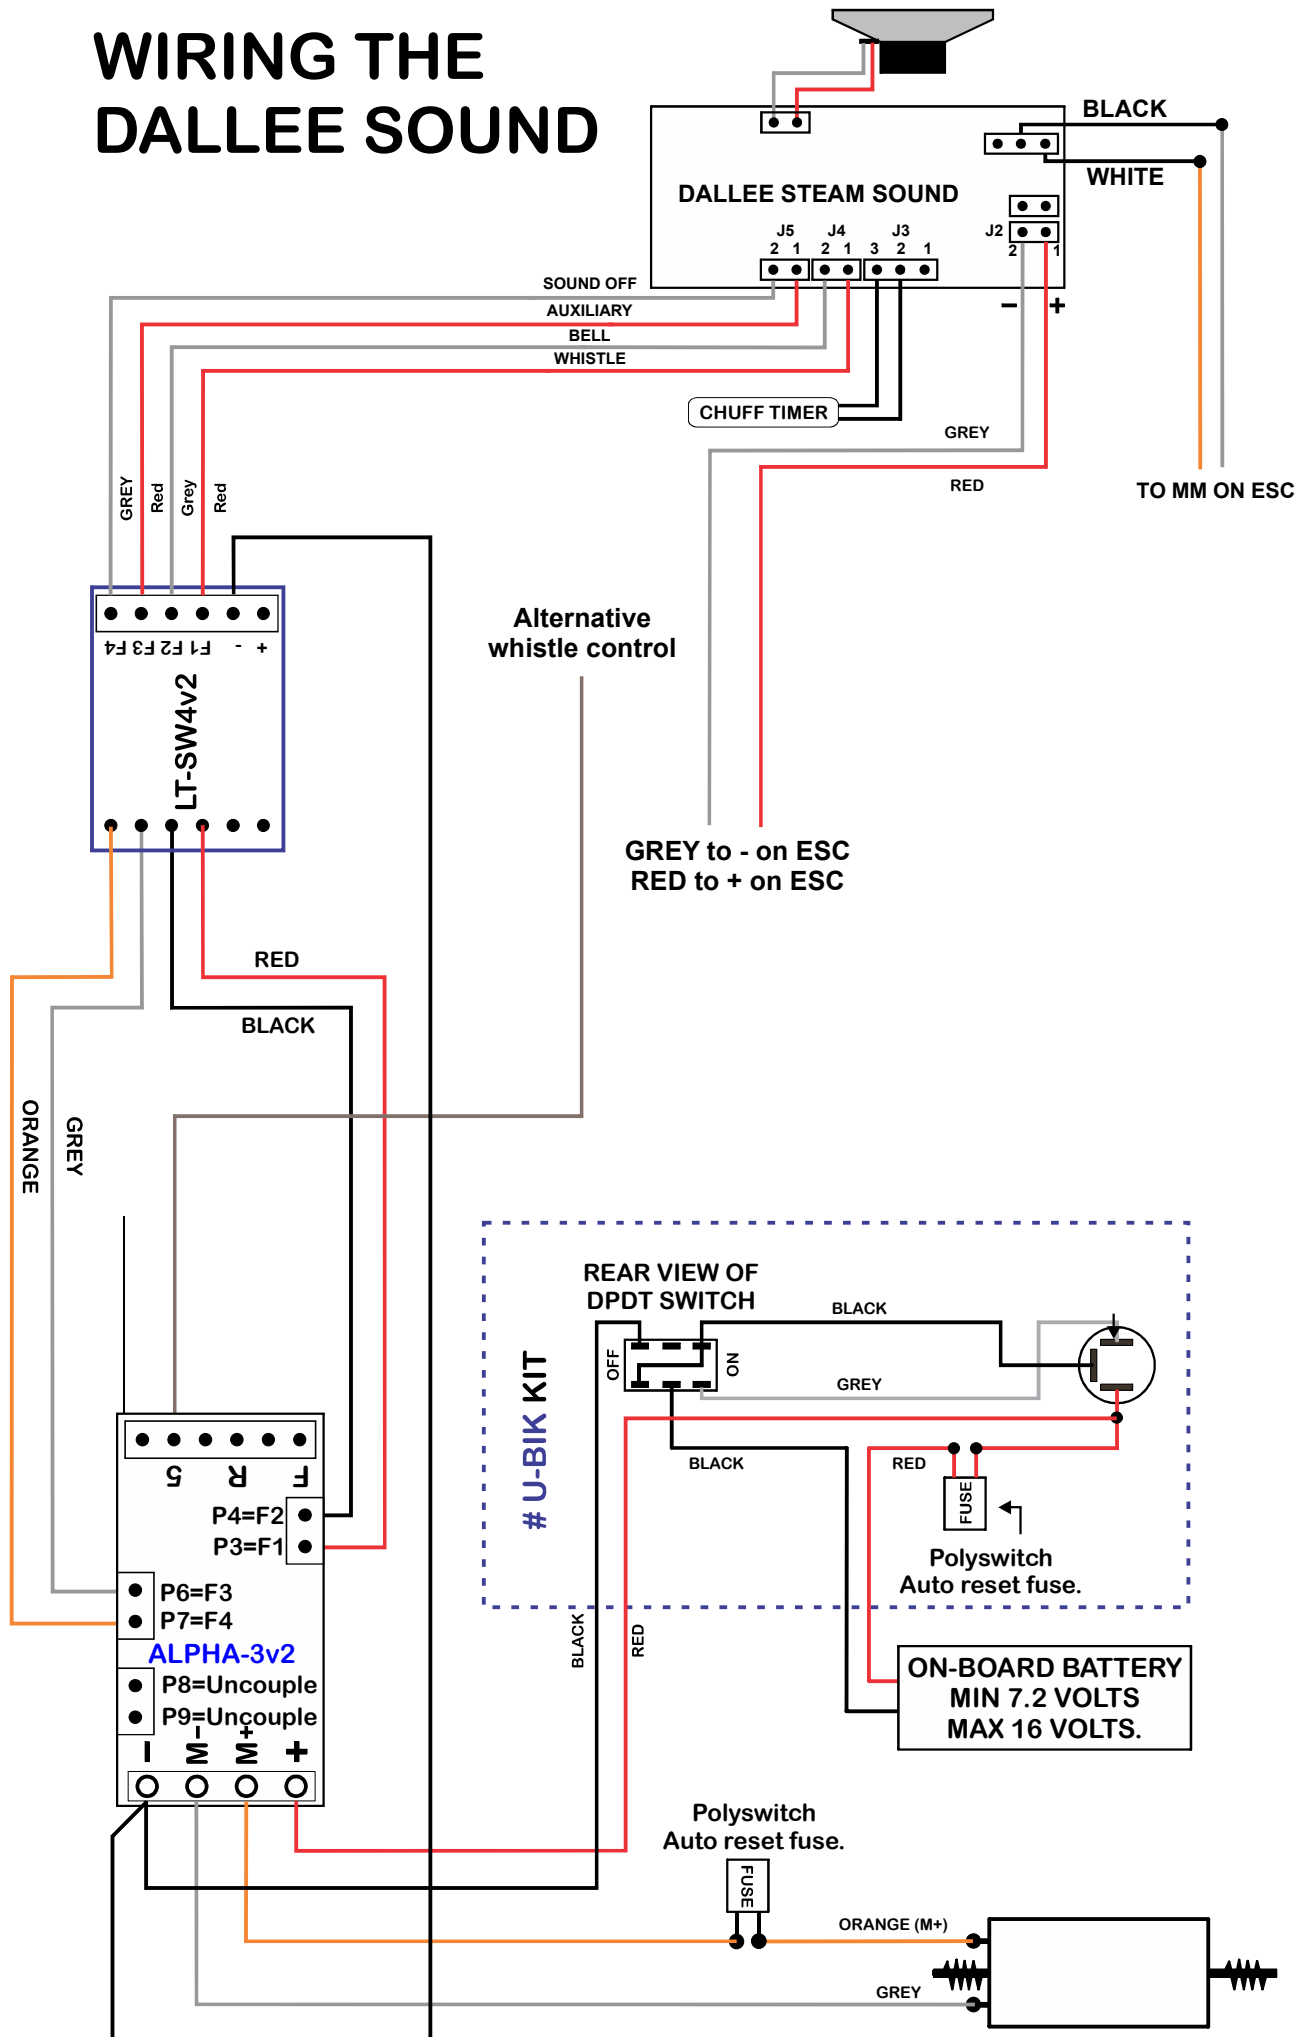 WIRING THE
DALLEE SOUND
BLACK
WHITE
DALLEE STEAM SOUND
J5
J4
J3
J2
2 1
2 1
3 2 1
2
1
- +
SOUND OFF
AUXILIARY
BELL
WHISTLE
CHUFF TIMER
GREY
RED
TO MM ON ESC
GREY
Red
Grey
Red
F4 F3 F2 F1 - +
LT-SW4v2
Alternative
whistle control
GREY to - on ESC
RED to + on ESC
RED
BLACK
ORANGE
GREY
# U-BIK KIT
REAR VIEW OF
DPDT SWITCH
OFF
ON
BLACK
GREY
BLACK
RED
FUSE
Polyswitch
Auto reset fuse.
BLACK
RED
5 R F
P4=F2
P3=F1
P6=F3
P7=F4
ALPHA-3v2
P8=Uncouple
P9=Uncouple
- M- M+ +
ON-BOARD BATTERY
MIN 7.2 VOLTS
MAX 16 VOLTS.
Polyswitch
Auto reset fuse.
FUSE
ORANGE (M+)
GREY